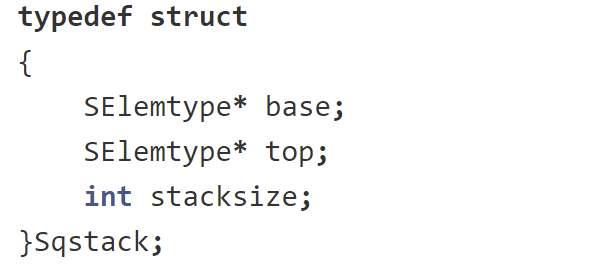 typedef struct
{
    SElemtype* base;
    SElemtype* top;
    int stacksize;
}Sqstack;